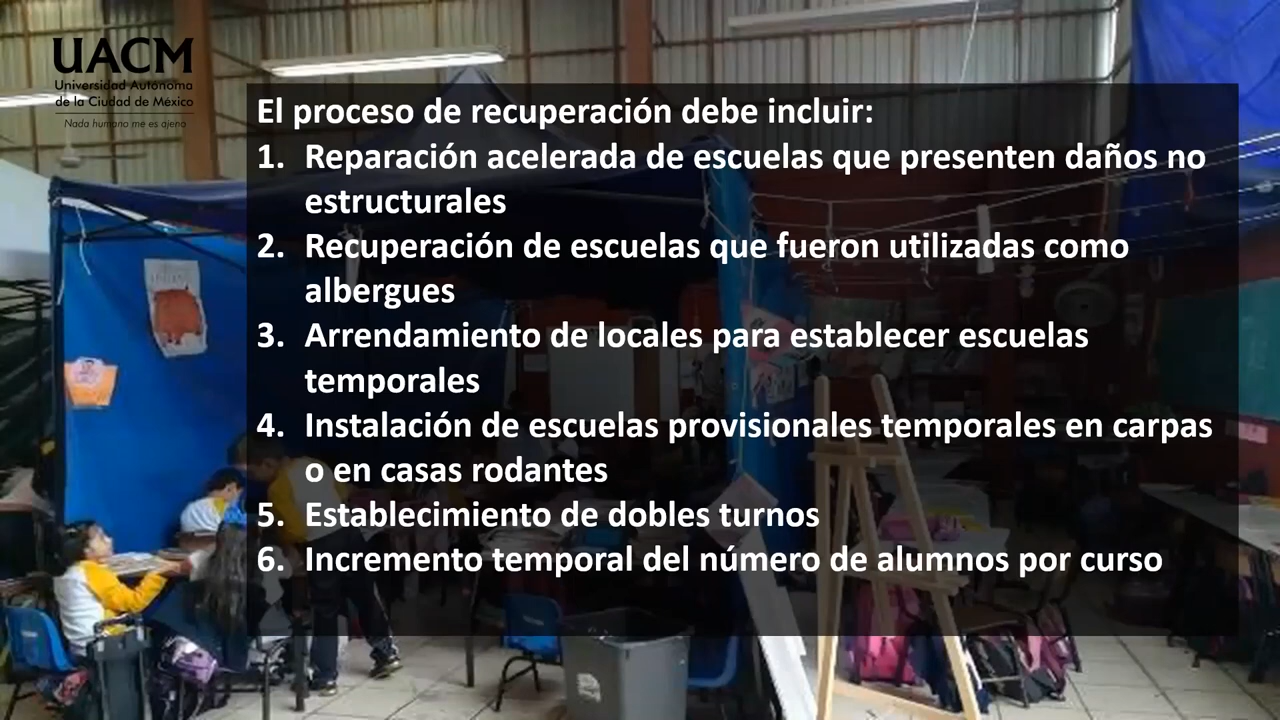 UACM
Universidad Autónoma
de la Ciudad de México
Nada humano me es ajeno
El proceso de recuperación debe incluir:
1. Reparación acelerada de escuelas que presenten daños no
estructurales
2. Recuperación de escuelas que fueron utilizadas como
albergues
3. Arrendamiento de locales para establecer escuelas
temporales
4. Instalación de escuelas provisionales temporales en carpas
o en casas rodantes
5. Establecimiento de dobles turnos
6. Incremento temporal del número de alumnos por curso